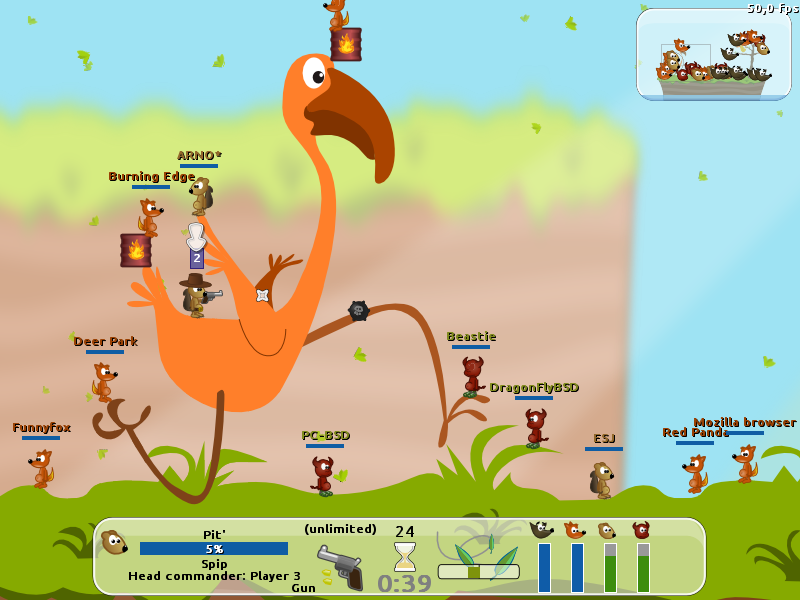 50,0 fps
ARNO*
Burning Edge
2
Deer Park
Beastie
DragonFlyBSD
Funnyfox
PC-BSD
ESJ
Mozilla browser
Red Panda
Pit'
5%
Spip
Head commander: Player 3
(unlimited)
Gun
24
0:39